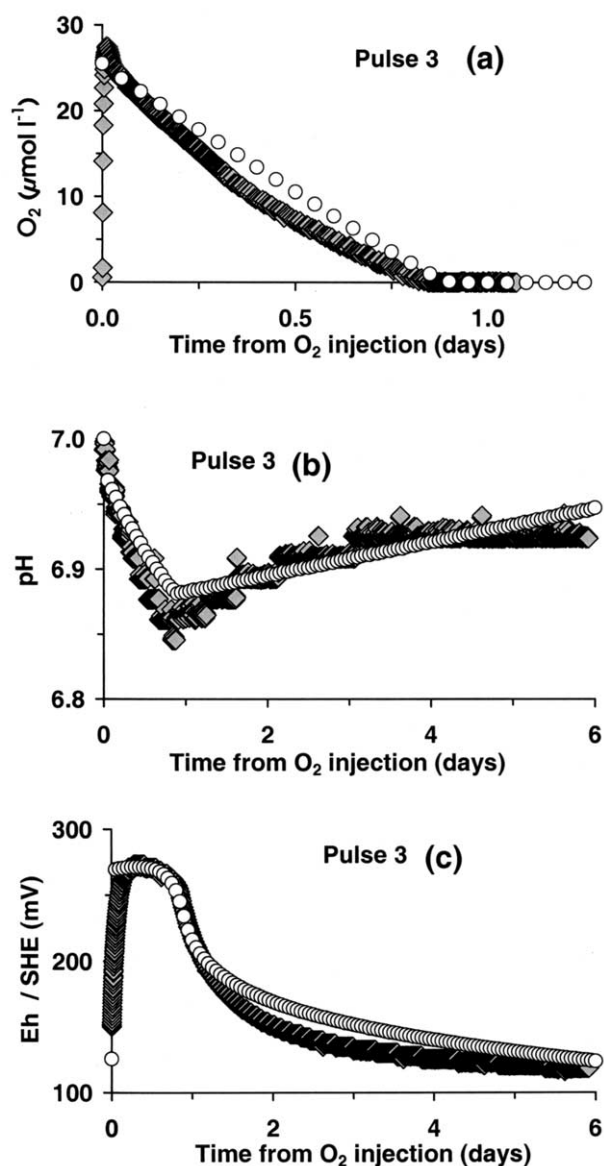 Pulse 3 (a)
30
20
10
0
O₂ (µmol l⁻¹)
0.0 0.5 1.0
Time from O₂ injection (days)
Pulse 3 (b)
7.0
6.9
6.8
pH
0 2 4 6
Time from O₂ injection (days)
Pulse 3 (c)
300
200
100
Eh / SHE (mV)
0 2 4 6
Time from O₂ injection (days)